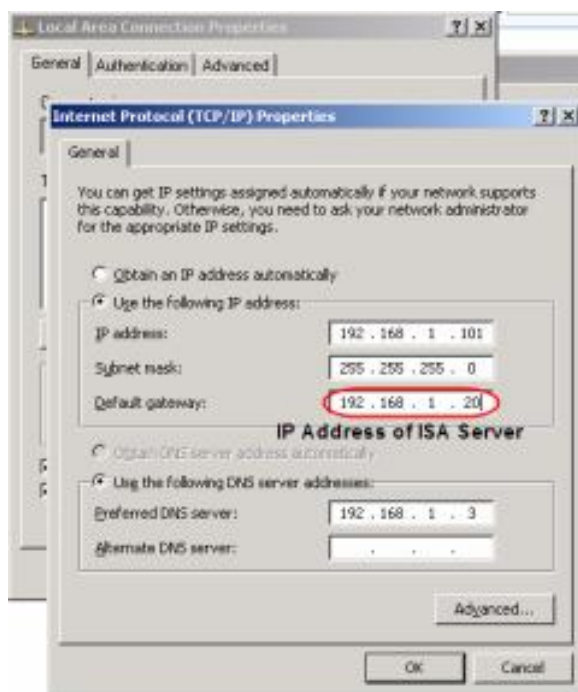 Local Area Connection Properties
General Authentication Advanced
Internet Protocol (TCP/IP) Properties
General
You can get IP settings assigned automatically if your network supports
this capability. Otherwise, you need to ask your network administrator
for the appropriate IP settings.
Obtain an IP address automatically
Use the following IP address:
IP address: 192 . 168 . 1 . 101
Subnet mask: 255 . 255 . 255 . 0
Default gateway: 192 . 168 . 1 . 20
IP Address of ISA Server
Obtain DNS server address automatically
Use the following DNS server addresses:
Preferred DNS server: 192 . 168 . 1 . 3
Alternate DNS server: . . .
Advanced...
OK Cancel